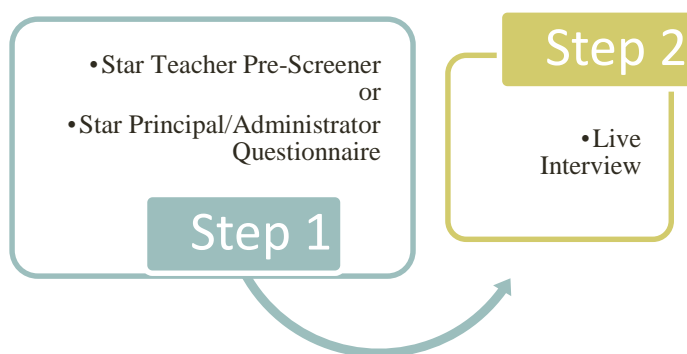 •Star Teacher Pre-Screener
or
•Star Principal/Administrator
Questionnaire
Step 1
Step 2
•Live
Interview